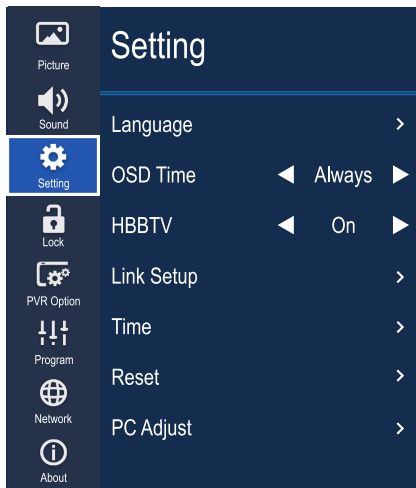 Picture
Sound
Setting
Lock
PVR Option
Program
Network
About
Setting
Language
OSD Time Always
HBBTV On
Link Setup
Time
Reset
PC Adjust